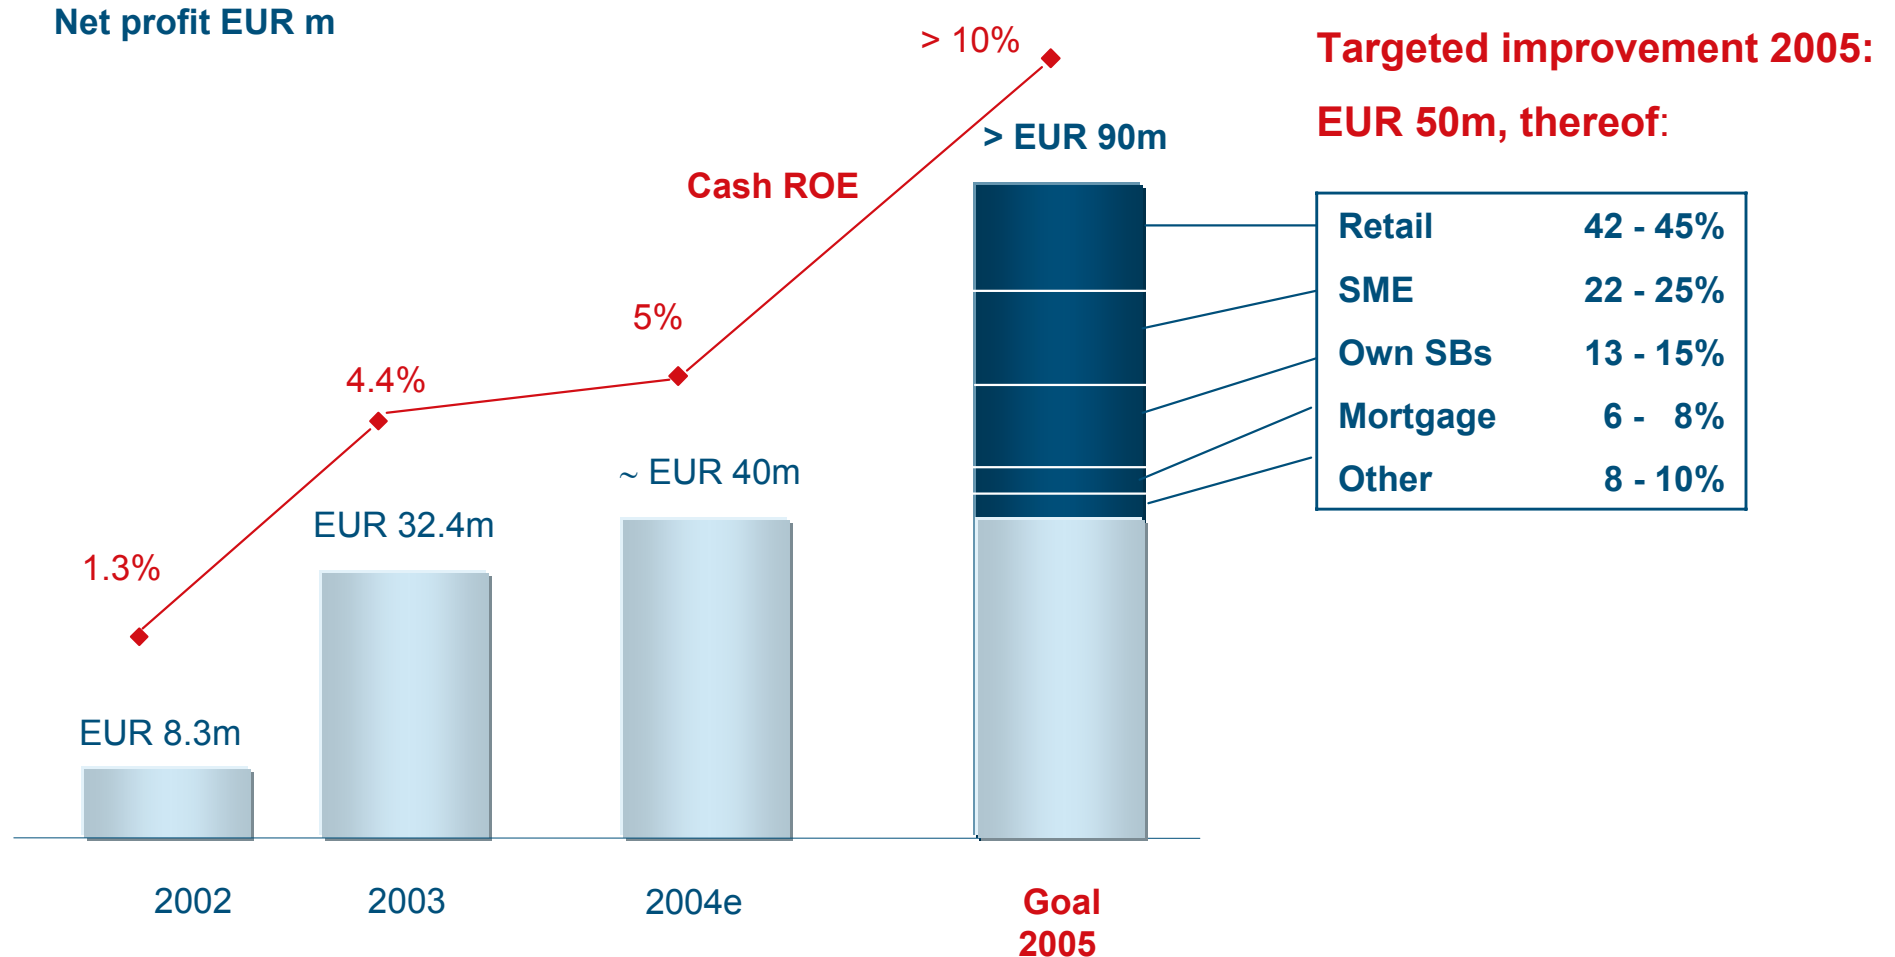 Net profit EUR m
> 10%
Targeted improvement 2005:
EUR 50m, thereof:
> EUR 90m
Cash ROE
Retail 42 - 45%
SME 22 - 25%
Own SBs 13 - 15%
Mortgage 6 - 8%
Other 8 - 10%
5%
4.4%
~ EUR 40m
EUR 32.4m
1.3%
EUR 8.3m
2002
2003
2004e
Goal
2005